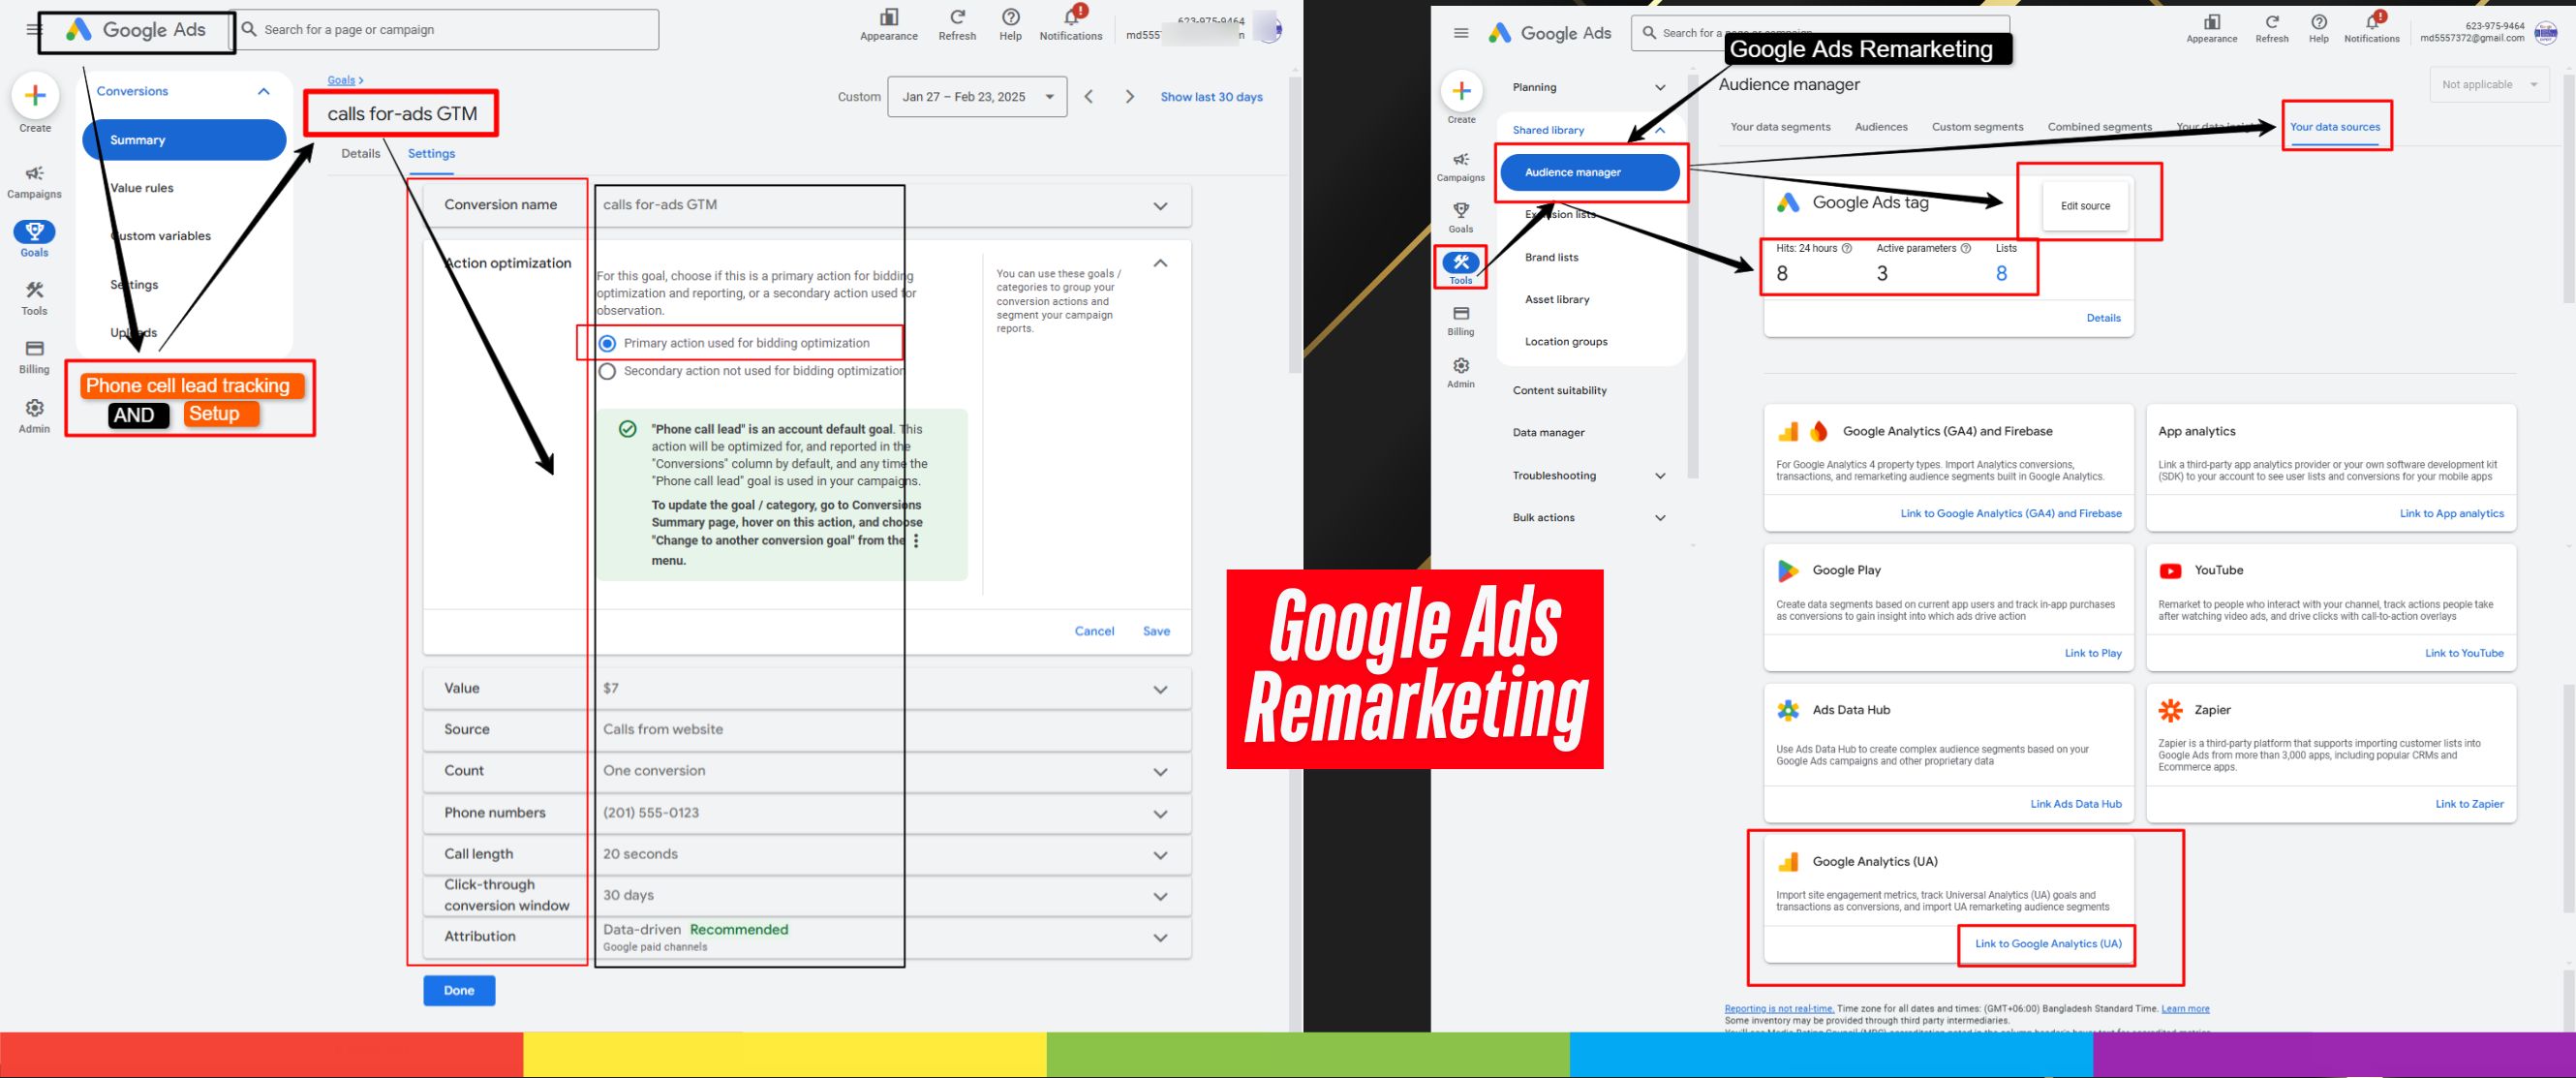 Google Ads
Search for a page or campaign
Appearance
Refresh
Help
Notifications
!
623-975-9464
md555
Create
Campaigns
Goals
Tools
Billing
Admin
Conversions
Summary
Value rules
Custom variables
Settings
Uploads
Phone cell lead tracking
AND
Setup
Goals >
calls for-ads GTM
Custom
Jan 27 – Feb 23, 2025
Show last 30 days
Details
Settings
Conversion name
calls for-ads GTM
Action optimization
For this goal, choose if this is a primary action for bidding
optimization and reporting, or a secondary action used for
observation.
Primary action used for bidding optimization
Secondary action not used for bidding optimization
"Phone call lead" is an account default goal. This
action will be optimized for, and reported in the
"Conversions" column by default, and any time the
"Phone call lead" goal is used in your campaigns.
To update the goal / category, go to Conversions
Summary page, hover on this action, and choose
"Change to another conversion goal" from the
menu.
You can use these goals /
categories to group your
conversion actions and
segment your campaign
reports.
Cancel
Save
Value
$7
Source
Calls from website
Count
One conversion
Phone numbers
(201) 555-0123
Call length
20 seconds
Click-through
conversion window
30 days
Attribution
Data-driven Recommended
Google paid channels
Done
Google Ads
Remarketing
Google Ads
Search for a
Google Ads Remarketing
Appearance
Refresh
Help
Notifications
!
623-975-9464
md5557372@gmail.com
Create
Campaigns
Goals
Tools
Billing
Admin
Planning
Shared library
Audience manager
Exclusion lists
Brand lists
Asset library
Location groups
Content suitability
Data manager
Troubleshooting
Bulk actions
Audience manager
Not applicable
Your data segments
Audiences
Custom segments
Combined segments
Your data insights
Your data sources
Google Ads tag
Edit source
Hits: 24 hours
Active parameters
Lists
8
3
8
Details
Google Analytics (GA4) and Firebase
For Google Analytics 4 property types. Import Analytics conversions,
transactions, and remarketing audience segments built in Google Analytics.
Link to Google Analytics (GA4) and Firebase
App analytics
Link a third-party app analytics provider or your own software development kit
(SDK) to your account to see user lists and conversions for your mobile apps
Link to App analytics
Google Play
Create data segments based on current app users and track in-app purchases
as conversions to gain insight into which ads drive action
Link to Play
YouTube
Remarket to people who interact with your channel, track actions people take
after watching video ads, and drive clicks with call-to-action overlays
Link to YouTube
Ads Data Hub
Use Ads Data Hub to create complex audience segments based on your
Google Ads campaigns and other proprietary data
Link Ads Data Hub
Zapier
Zapier is a third-party platform that supports importing customer lists into
Google Ads from more than 3,000 apps, including popular CRMs and
Ecommerce apps.
Link to Zapier
Google Analytics (UA)
Import site engagement metrics, track Universal Analytics (UA) goals and
transactions as conversions, and import UA remarketing audience segments
Link to Google Analytics (UA)
Reporting is not real-time. Time zone for all dates and times: (GMT+06:00) Bangladesh Standard Time. Learn more
Some inventory may be provided through third party intermediaries.